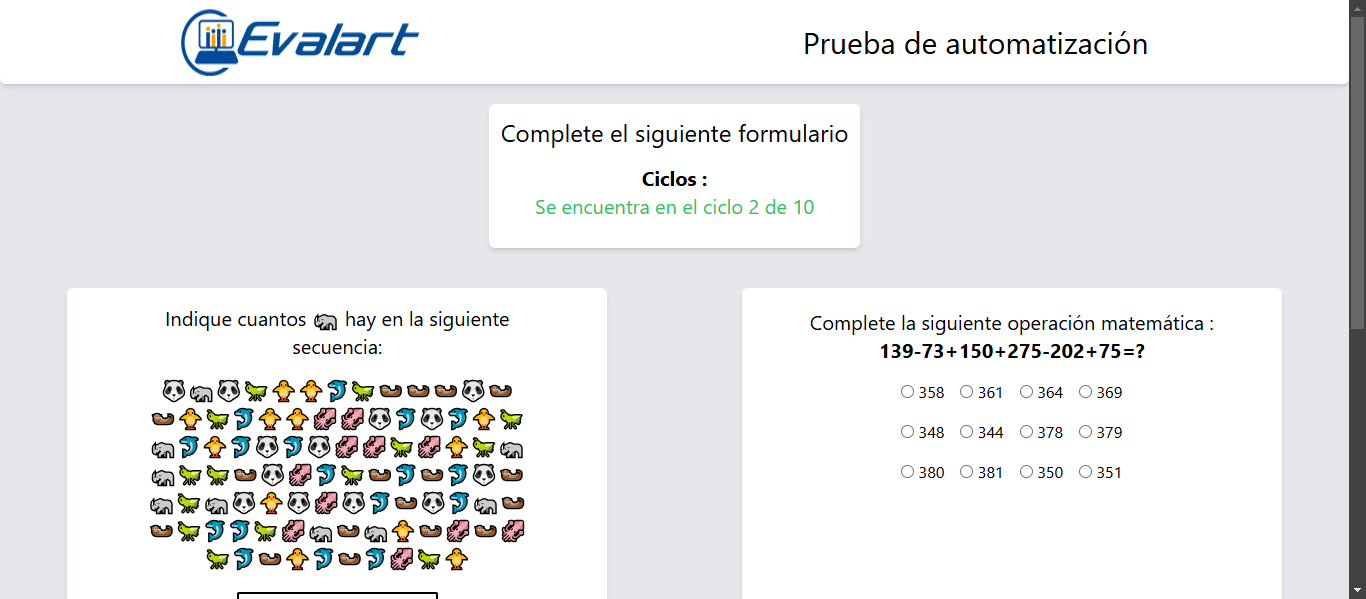 Evalart
Prueba de automatización
Complete el siguiente formulario
Ciclos :
Se encuentra en el ciclo 2 de 10
Indique cuantos 🐘 hay en la siguiente
secuencia:
Complete la siguiente operación matemática :
139-73+150+275-202+75=?
358 361 364 369
348 344 378 379
380 381 350 351